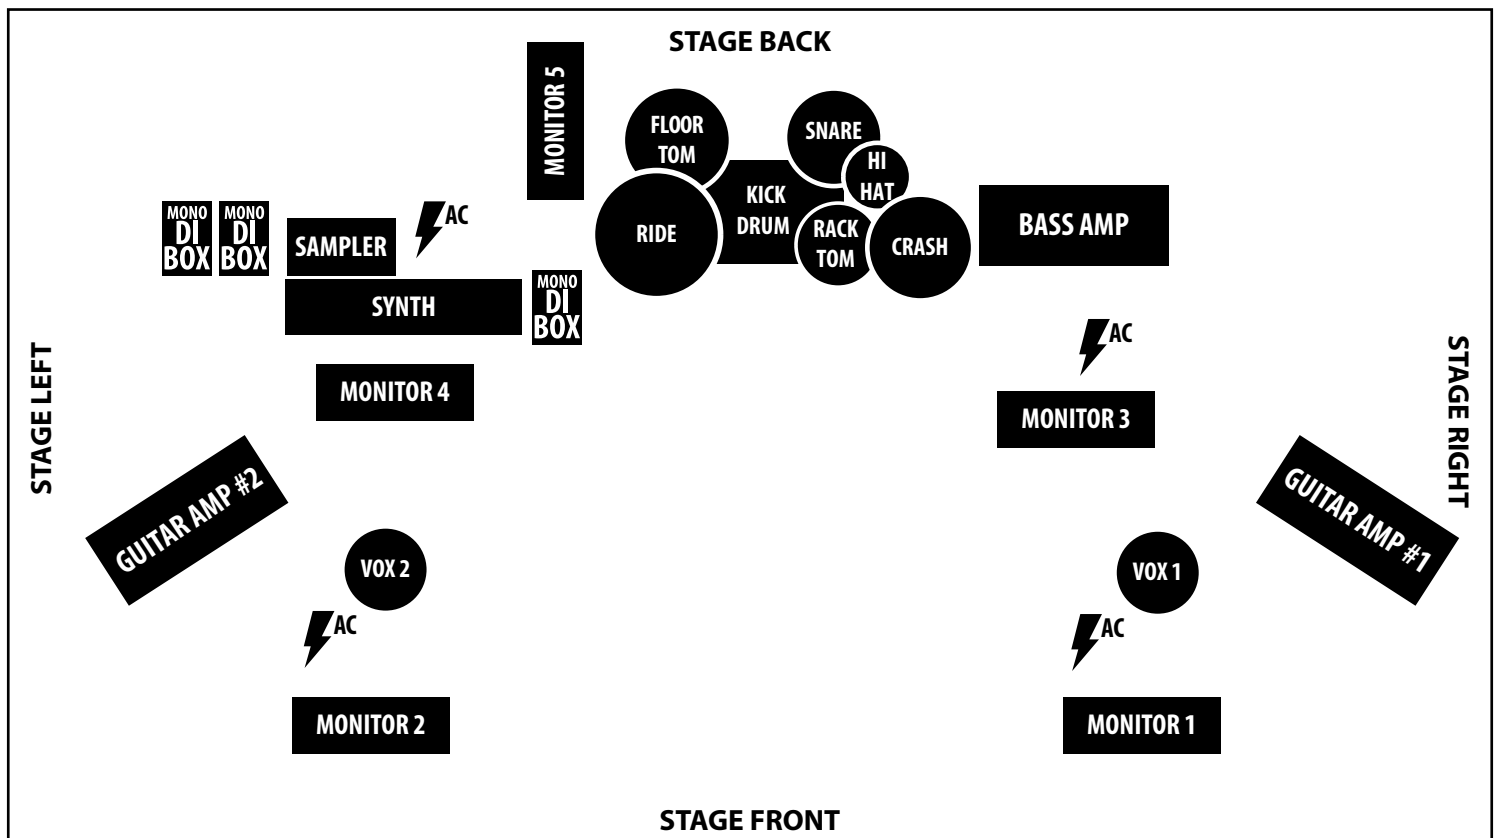 STAGE BACK
MONITOR 5
FLOOR
TOM
SNARE
HI
HAT
KICK
DRUM
RIDE
RACK
TOM
CRASH
BASS AMP
MONO
DI
BOX
MONO
DI
BOX
SAMPLER
AC
SYNTH
MONO
DI
BOX
AC
MONITOR 4
MONITOR 3
STAGE LEFT
STAGE RIGHT
GUITAR AMP #2
GUITAR AMP #1
VOX 2
VOX 1
AC
AC
MONITOR 2
MONITOR 1
STAGE FRONT